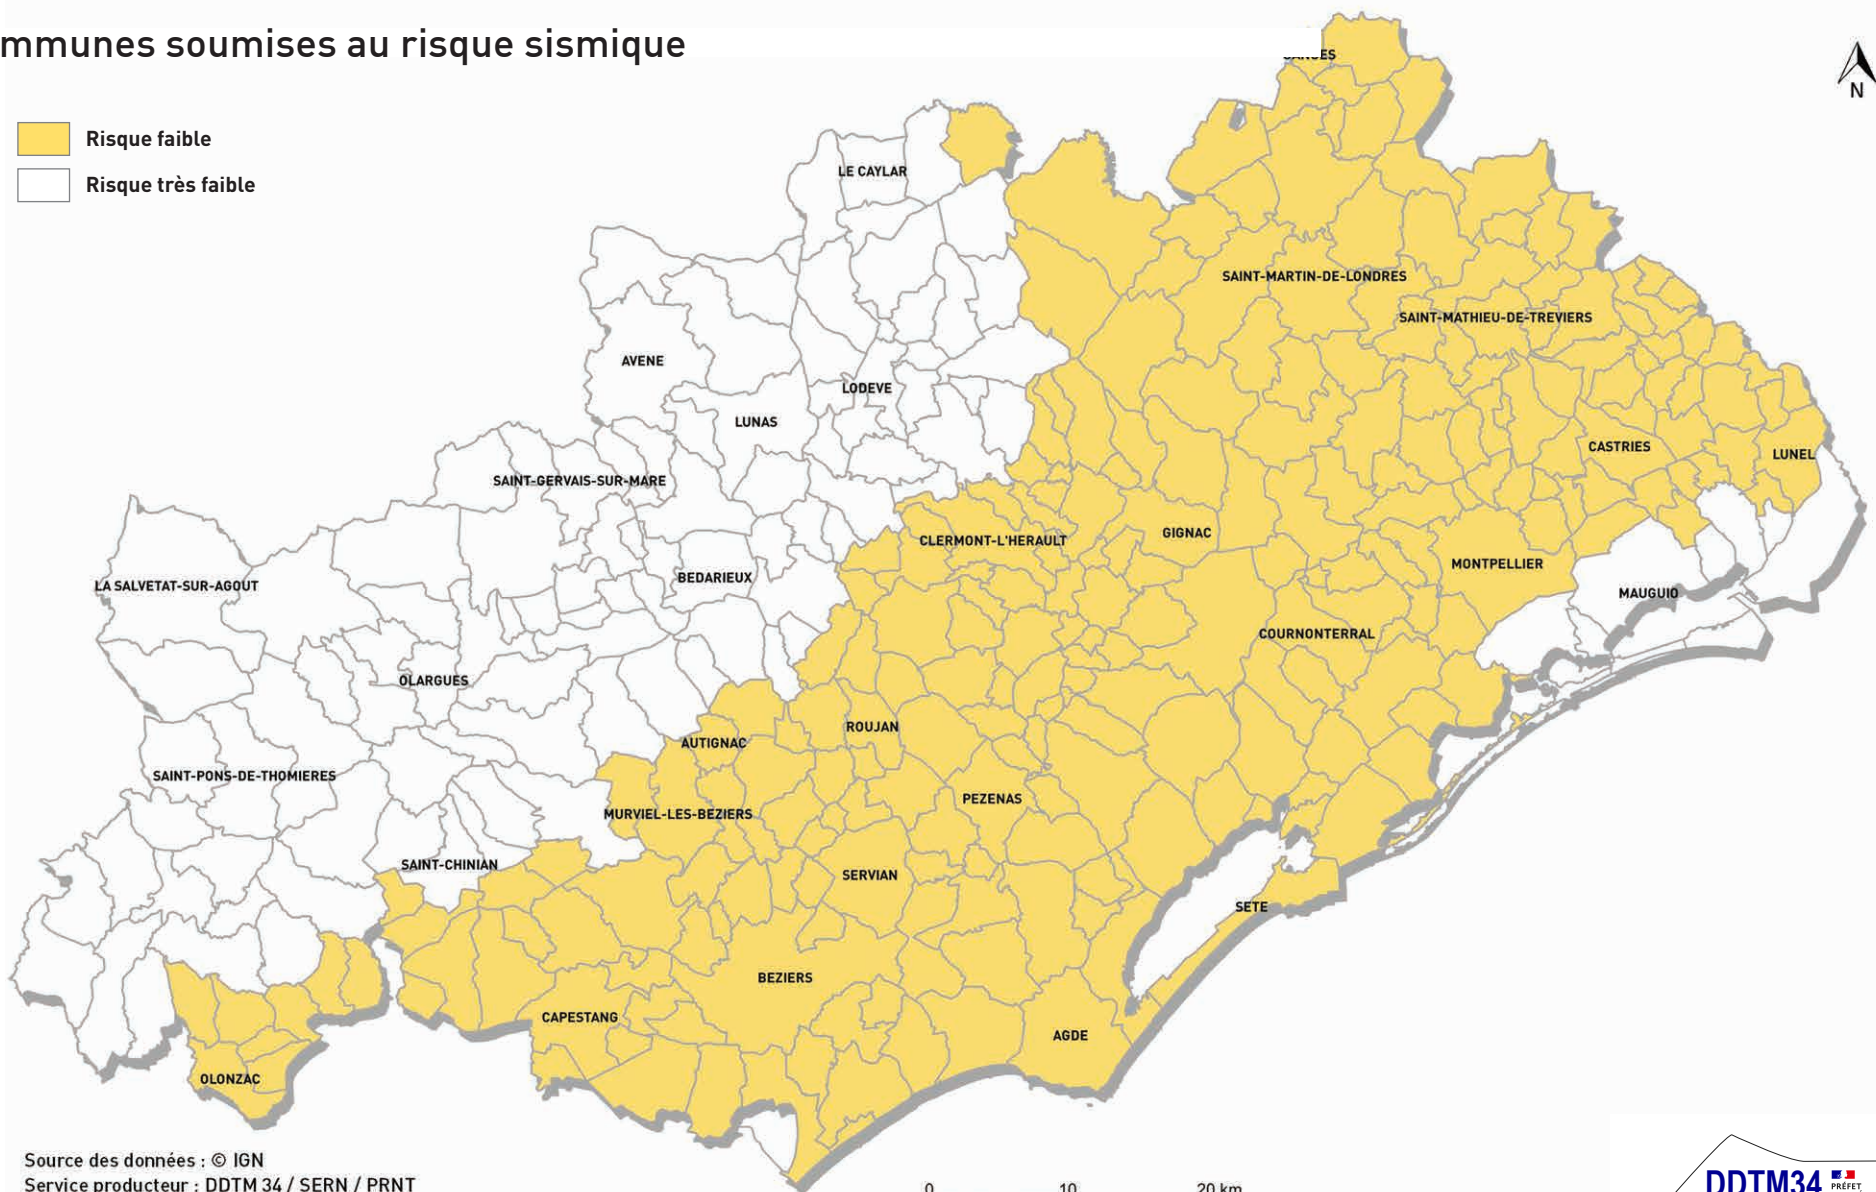 mmunes soumises au risque sismique
N
Risque faible
Risque très faible
LE CAYLAR
SAINT-MARTIN-DE-LONDRES
SAINT-MATHIEU-DE-TREVIERS
AVENE
LODEVE
LUNAS
CASTRIES
LUNEL
SAINT-GERVAIS-SUR-MARE
CLERMONT-L'HERAULT
GIGNAC
MONTPELLIER
LA SALVETAT-SUR-AGOUT
BEDARIEUX
MAUGUIO
COURNONTERRAL
OLARGUES
ROUJAN
AUTIGNAC
SAINT-PONS-DE-THOMIERES
PEZENAS
MURVIEL-LES-BEZIERS
SAINT-CHINIAN
SERVIAN
SETE
BEZIERS
CAPESTANG
AGDE
OLONZAC
Source des données : © IGN
Service producteur : DDTM 34 / SERN / PRNT
0 10 20 km
DDTM34
PRÉFET